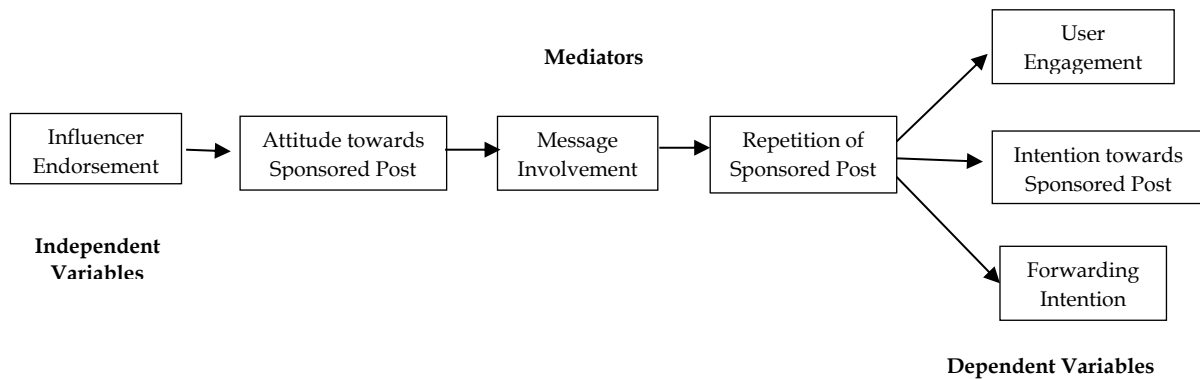 User
Engagement
Mediators
Influencer
Endorsement
Attitude towards
Sponsored Post
Message
Involvement
Repetition of
Sponsored Post
Intention towards
Sponsored Post
Independent
Variables
Forwarding
Intention
Dependent Variables